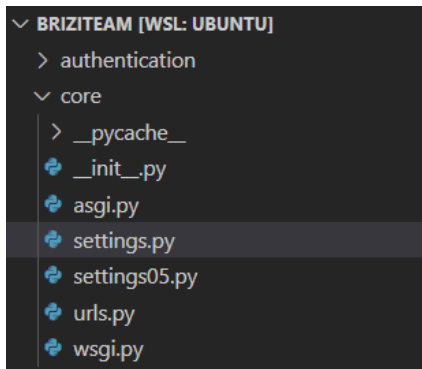 BRIZITEAM [WSL: UBUNTU]
authentication
core
__pycache__
__init__.py
asgi.py
settings.py
settings05.py
urls.py
wsgi.py